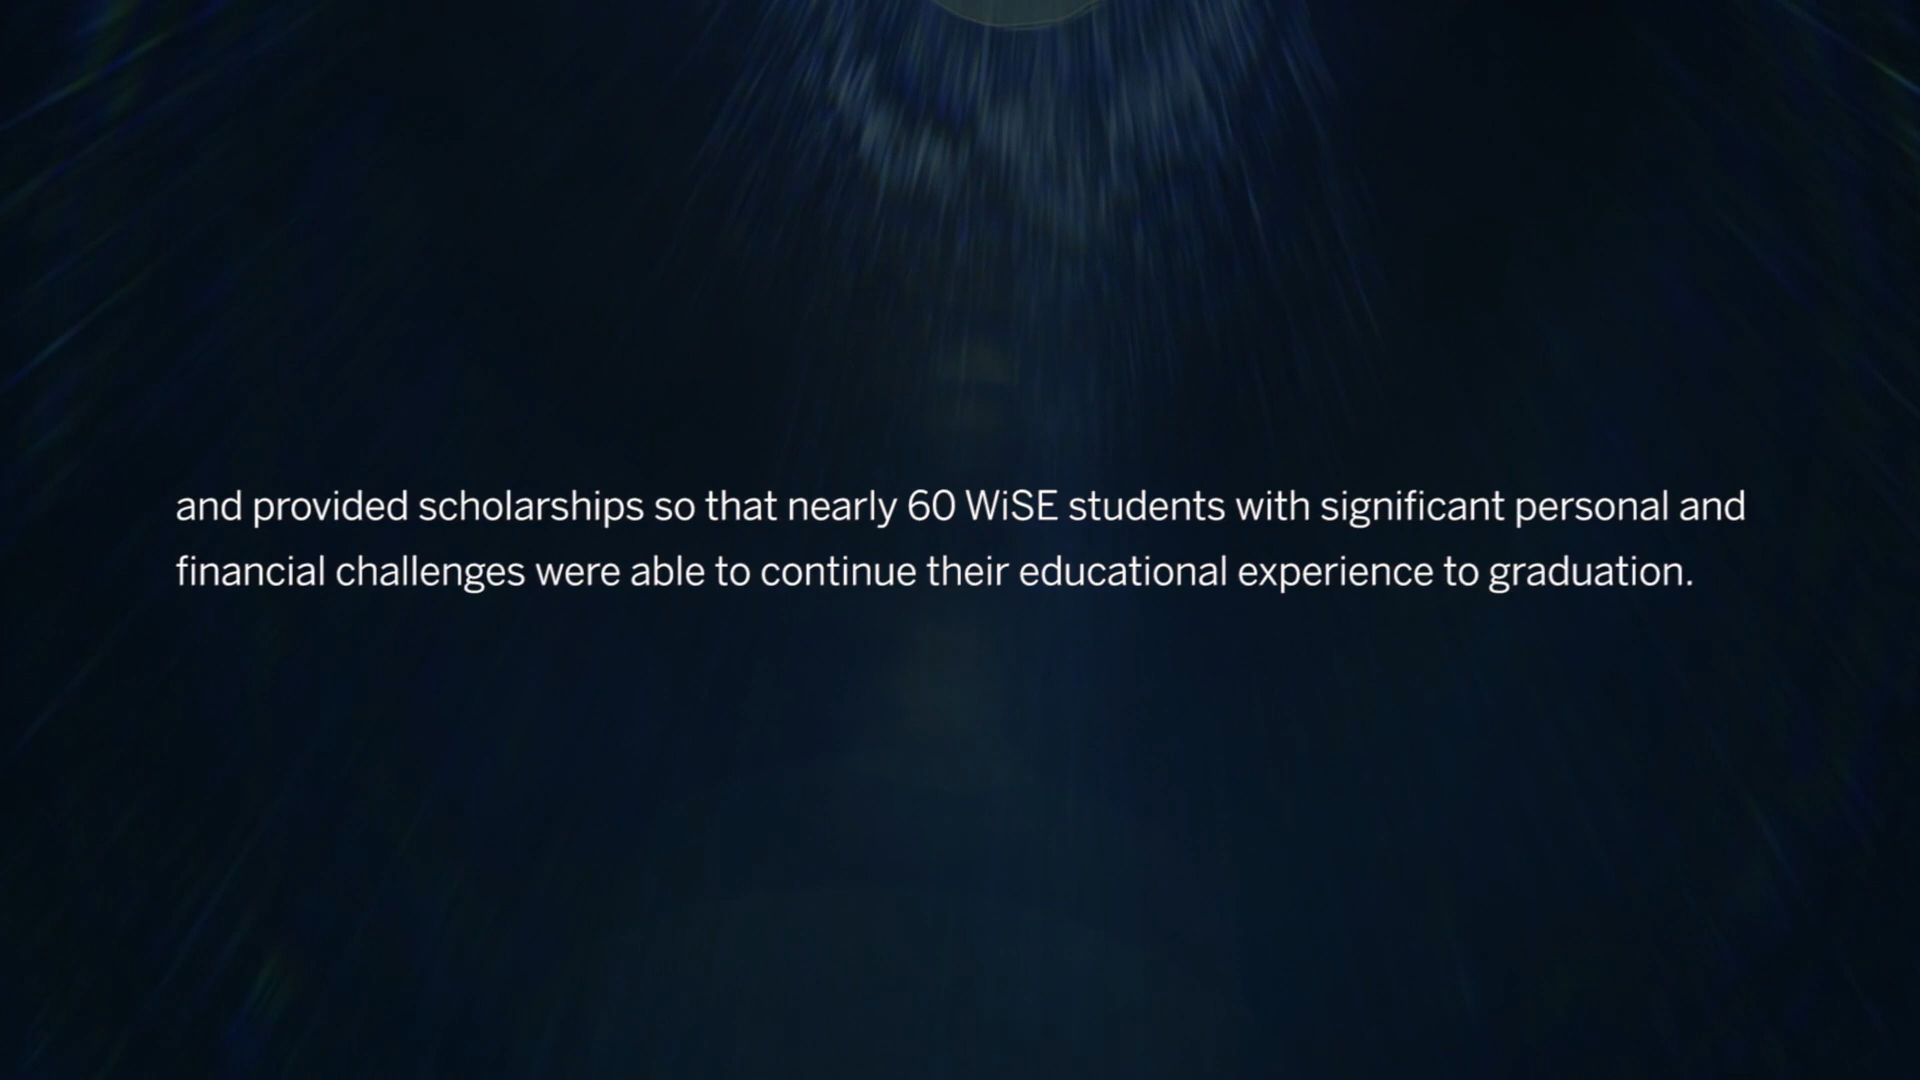 and provided scholarships so that nearly 60 WiSE students with significant personal and
financial challenges were able to continue their educational experience to graduation.